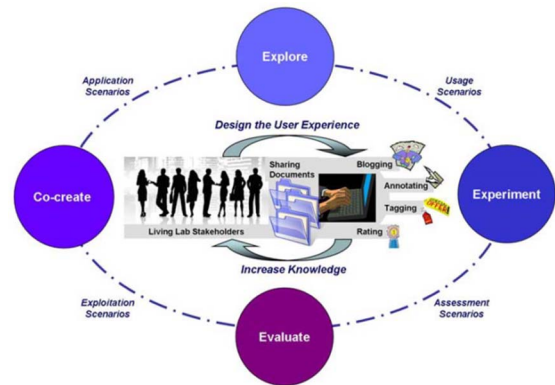 Explore
Application
Scenarios
Usage
Scenarios
Design the User Experience
Sharing
Documents
Blogging
Annotating
Tagging
Rating
Living Lab Stakeholders
Co-create
Experiment
Increase Knowledge
Exploitation
Scenarios
Assessment
Scenarios
Evaluate